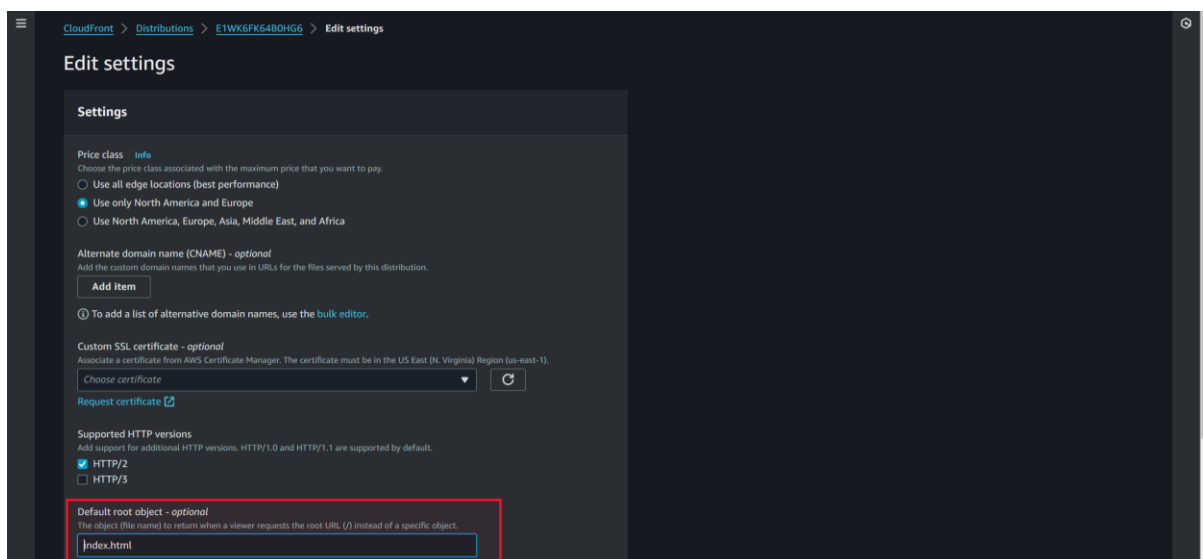 CloudFront > Distributions > E1WK6FK64B0HG6 > Edit settings
Edit settings
Settings
Price class Info
Choose the price class associated with the maximum price that you want to pay.
Use all edge locations (best performance)
Use only North America and Europe
Use North America, Europe, Asia, Middle East, and Africa
Alternate domain name (CNAME) - optional
Add the custom domain names that you use in URLs for the files served by this distribution.
Add item
To add a list of alternative domain names, use the bulk editor.
Custom SSL certificate - optional
Associate a certificate from AWS Certificate Manager. The certificate must be in the US East (N. Virginia) Region (us-east-1).
Choose certificate
Request certificate
Supported HTTP versions
Add support for additional HTTP versions. HTTP/1.0 and HTTP/1.1 are supported by default.
HTTP/2
HTTP/3
Default root object - optional
The object (file name) to return when a viewer requests the root URL (/) instead of a specific object.
index.html